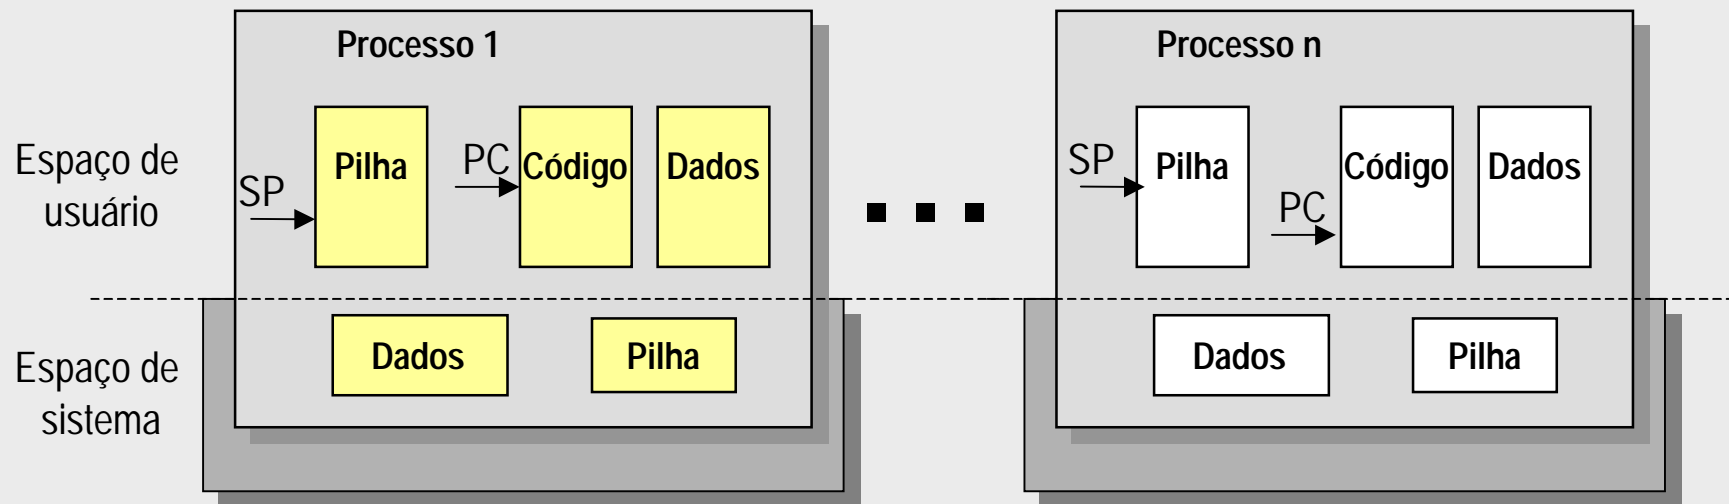 Processo 1
Processo n
Espaço de
usuário
SP
Pilha
PC
Código
Dados
SP
Pilha
PC
Código
Dados
Espaço de
sistema
Dados
Pilha
Dados
Pilha